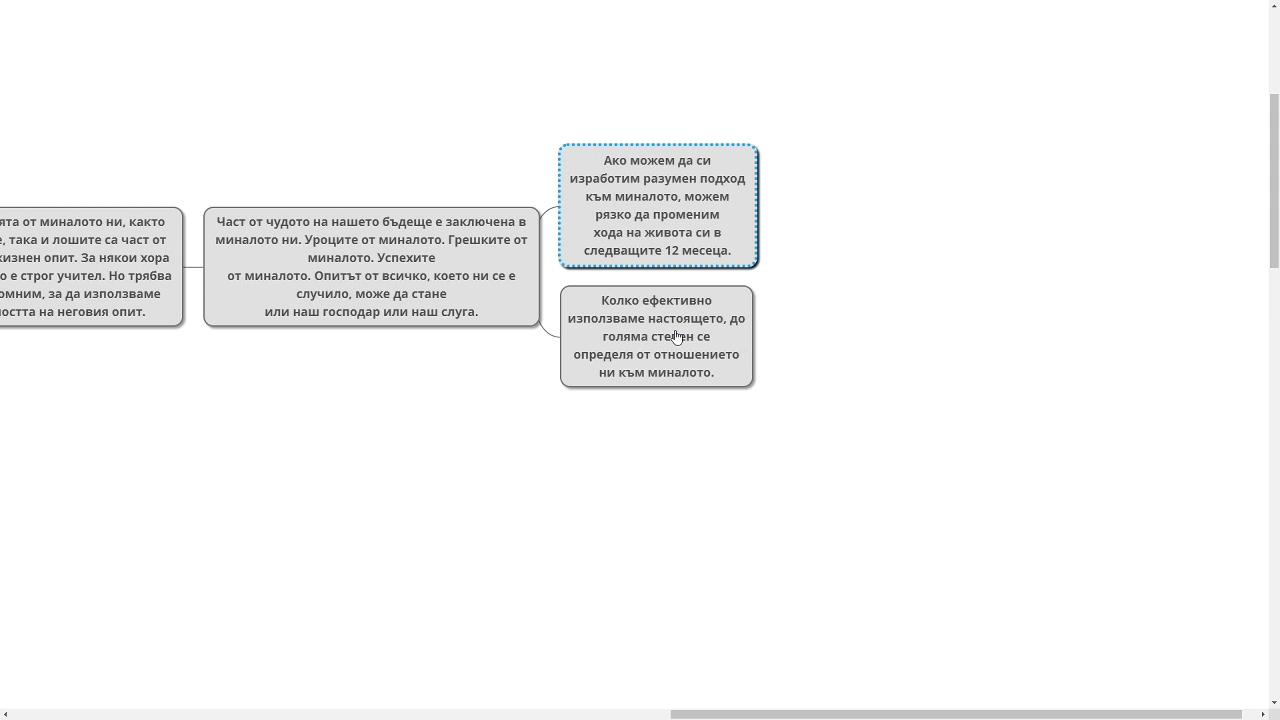 ята от миналото ни, както
така и лошите са част от
опит. За някои хора
е строг учител. Но трябва
за да използваме
на неговия опит.
Част от чудото на нашето бъдеще е заключена в
миналото ни. Уроците от миналото. Грешките от
миналото. Успехите
от миналото. Опитът от всичко, което ни се е
случило, може да стане
или наш господар или наш слуга.
Ако можем да си
изработим разумен подход
към миналото, можем
рязко да променим
хода на живота си в
следващите 12 месеца.
Колко ефективно
използваме настоящето, до
голяма степен се
определя от отношението
ни към миналото.